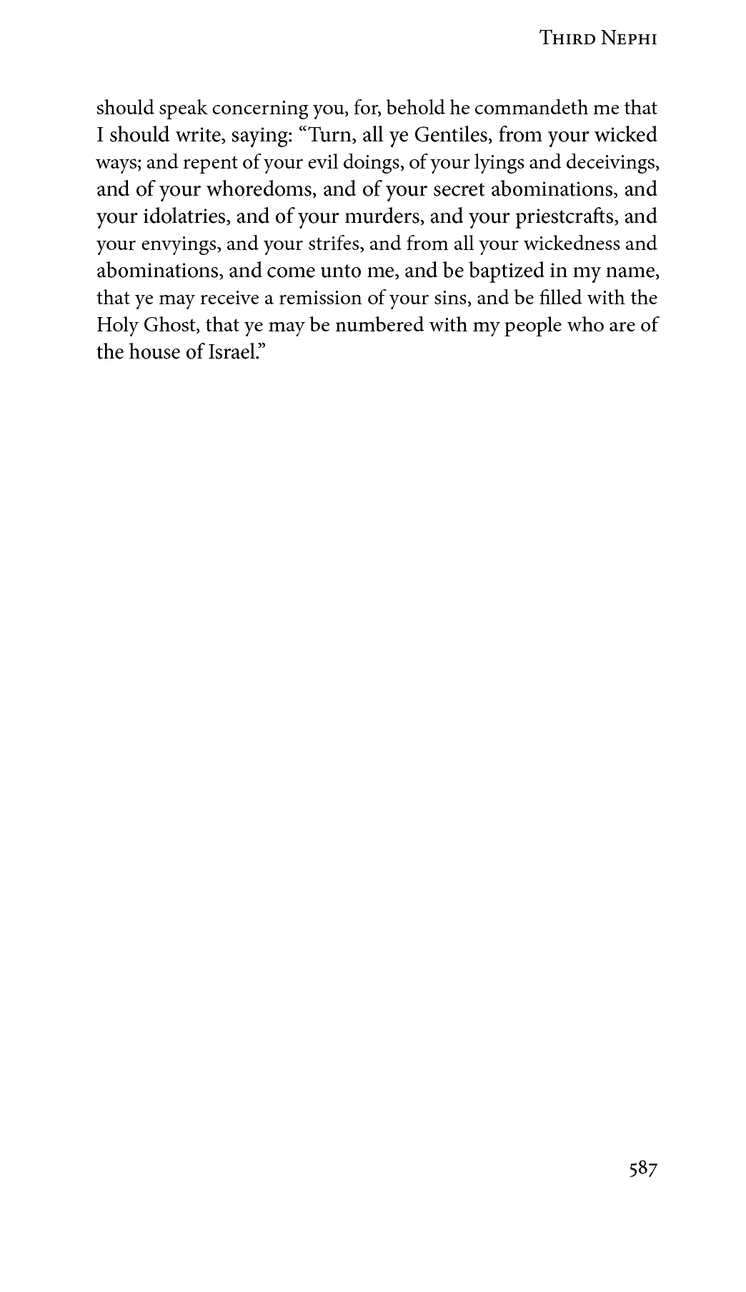 Third Nephi
should speak concerning you, for, behold he commandeth me that
I should write, saying: “Turn, all ye Gentiles, from your wicked
ways; and repent of your evil doings, of your lyings and deceivings,
and of your whoredoms, and of your secret abominations, and
your idolatries, and of your murders, and your priestcrafts, and
your envyings, and your strifes, and from all your wickedness and
abominations, and come unto me, and be baptized in my name,
that ye may receive a remission of your sins, and be filled with the
Holy Ghost, that ye may be numbered with my people who are of
the house of Israel.”
587